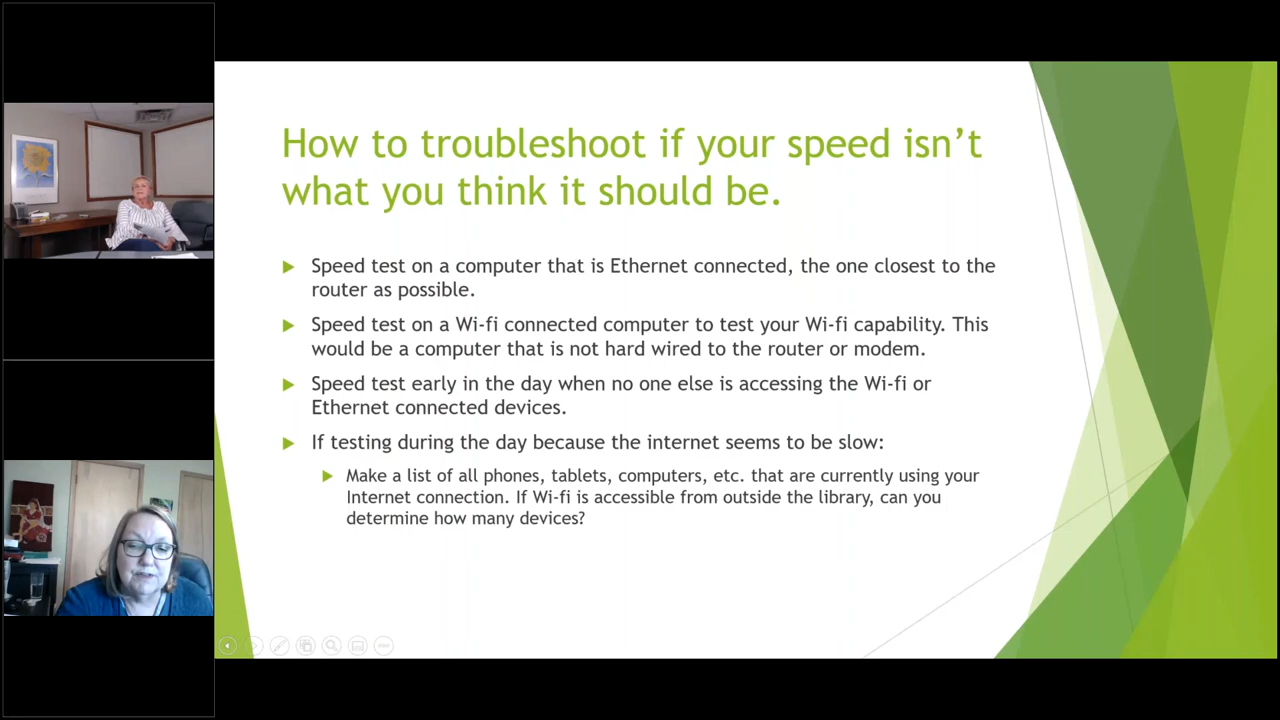 How to troubleshoot if your speed isn’t
what you think it should be.
Speed test on a computer that is Ethernet connected, the one closest to the
router as possible.
Speed test on a Wi-fi connected computer to test your Wi-fi capability. This
would be a computer that is not hard wired to the router or modem.
Speed test early in the day when no one else is accessing the Wi-fi or
Ethernet connected devices.
If testing during the day because the internet seems to be slow:
Make a list of all phones, tablets, computers, etc. that are currently using your
Internet connection. If Wi-fi is accessible from outside the library, can you
determine how many devices?